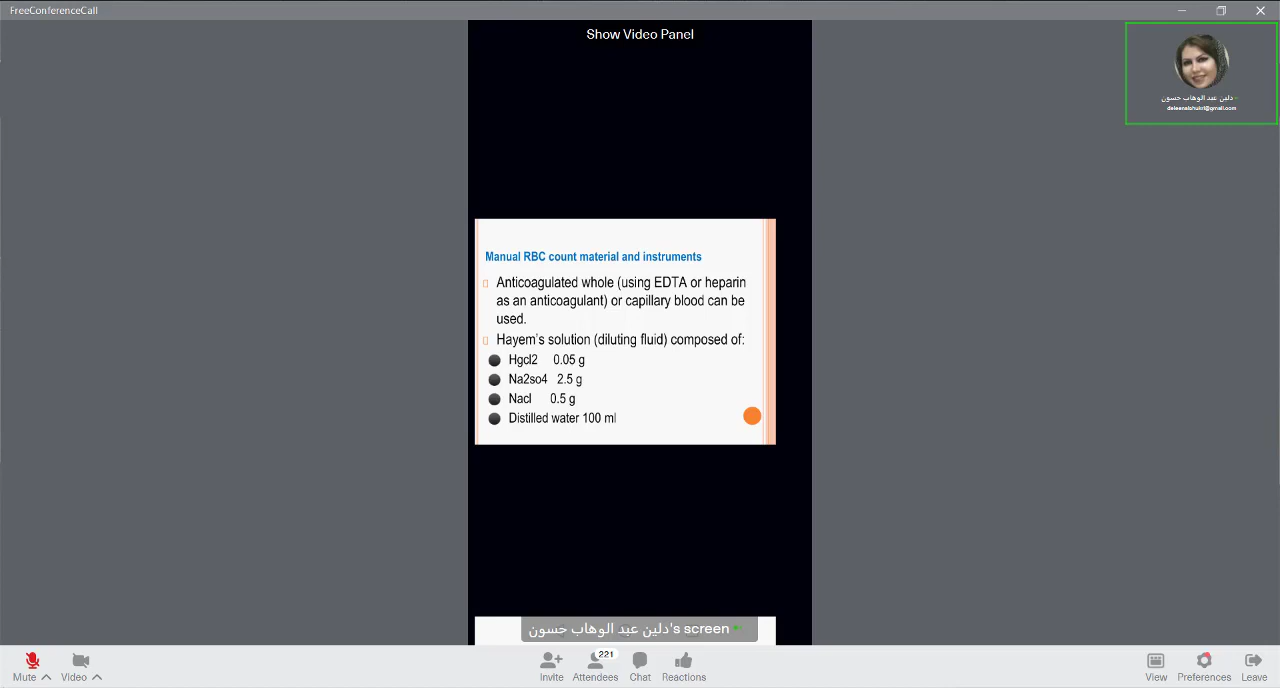 FreeConferenceCall
Show Video Panel
دلين عبد الوهاب حسون
deleenalshukri@gmail.com
Manual RBC count material and instruments
Anticoagulated whole (using EDTA or heparin
as an anticoagulant) or capillary blood can be
used.
Hayem's solution (diluting fluid) composed of:
Hgcl2 0.05 g
Na2so4 2.5 g
Nacl 0.5 g
Distilled water 100 ml
دلين عبد الوهاب حسون's screen
221
Mute
Video
Invite
Attendees
Chat
Reactions
View
Preferences
Leave